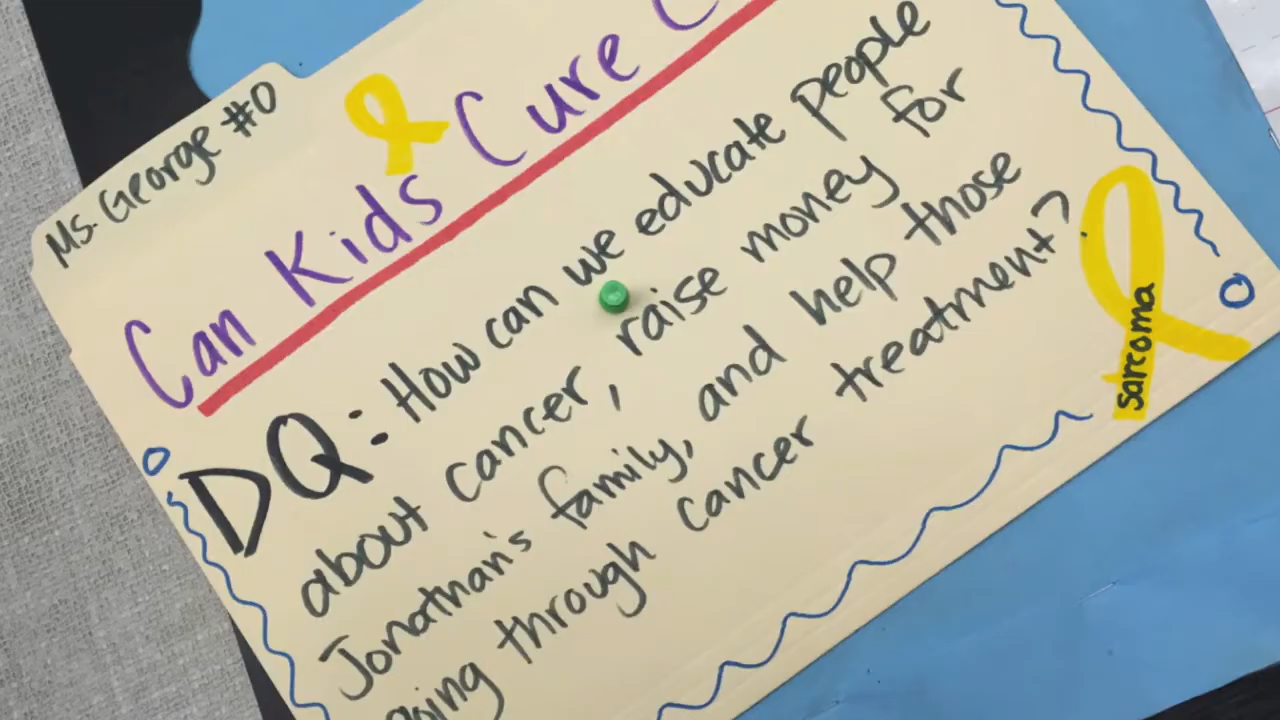 Ms. George #0
Can Kids Cure C
DQ: How can we educate people
about cancer, raise money for
Jonathan's family, and help those
going through cancer treatment?
sarcoma